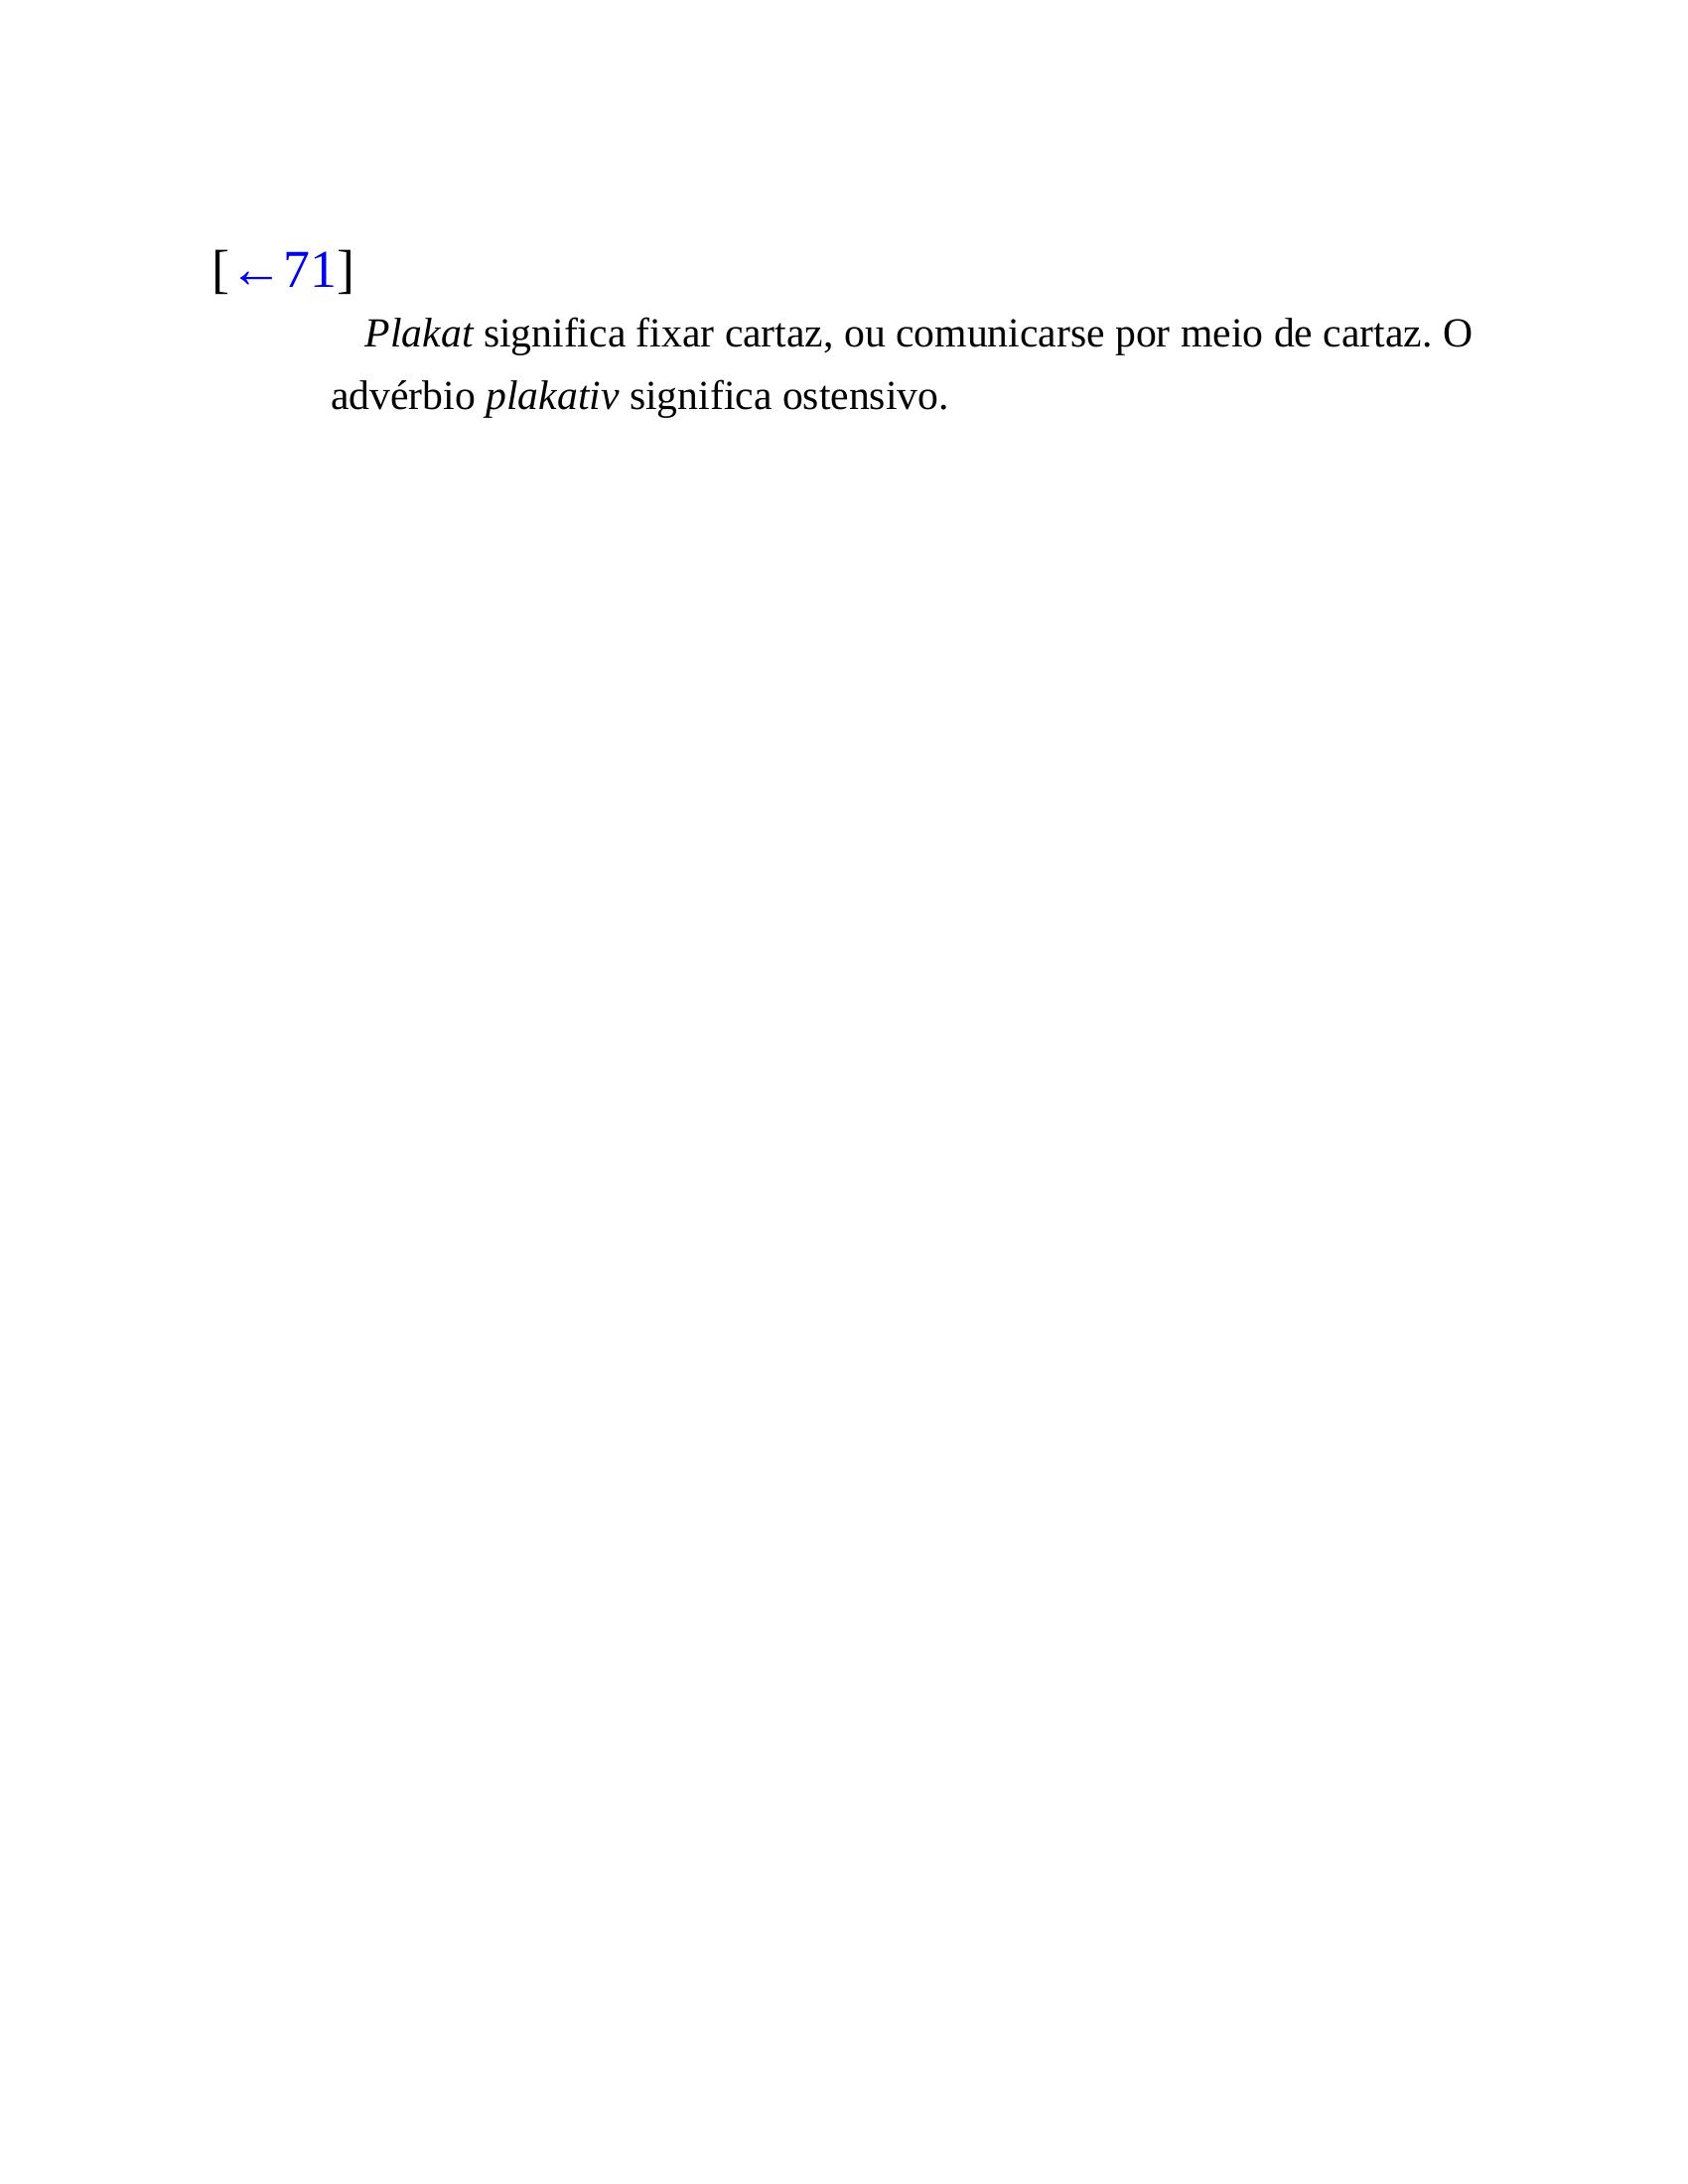 [←71]
Plakat significa fixar cartaz, ou comunicarse por meio de cartaz. O
advérbio plakativ significa ostensivo.